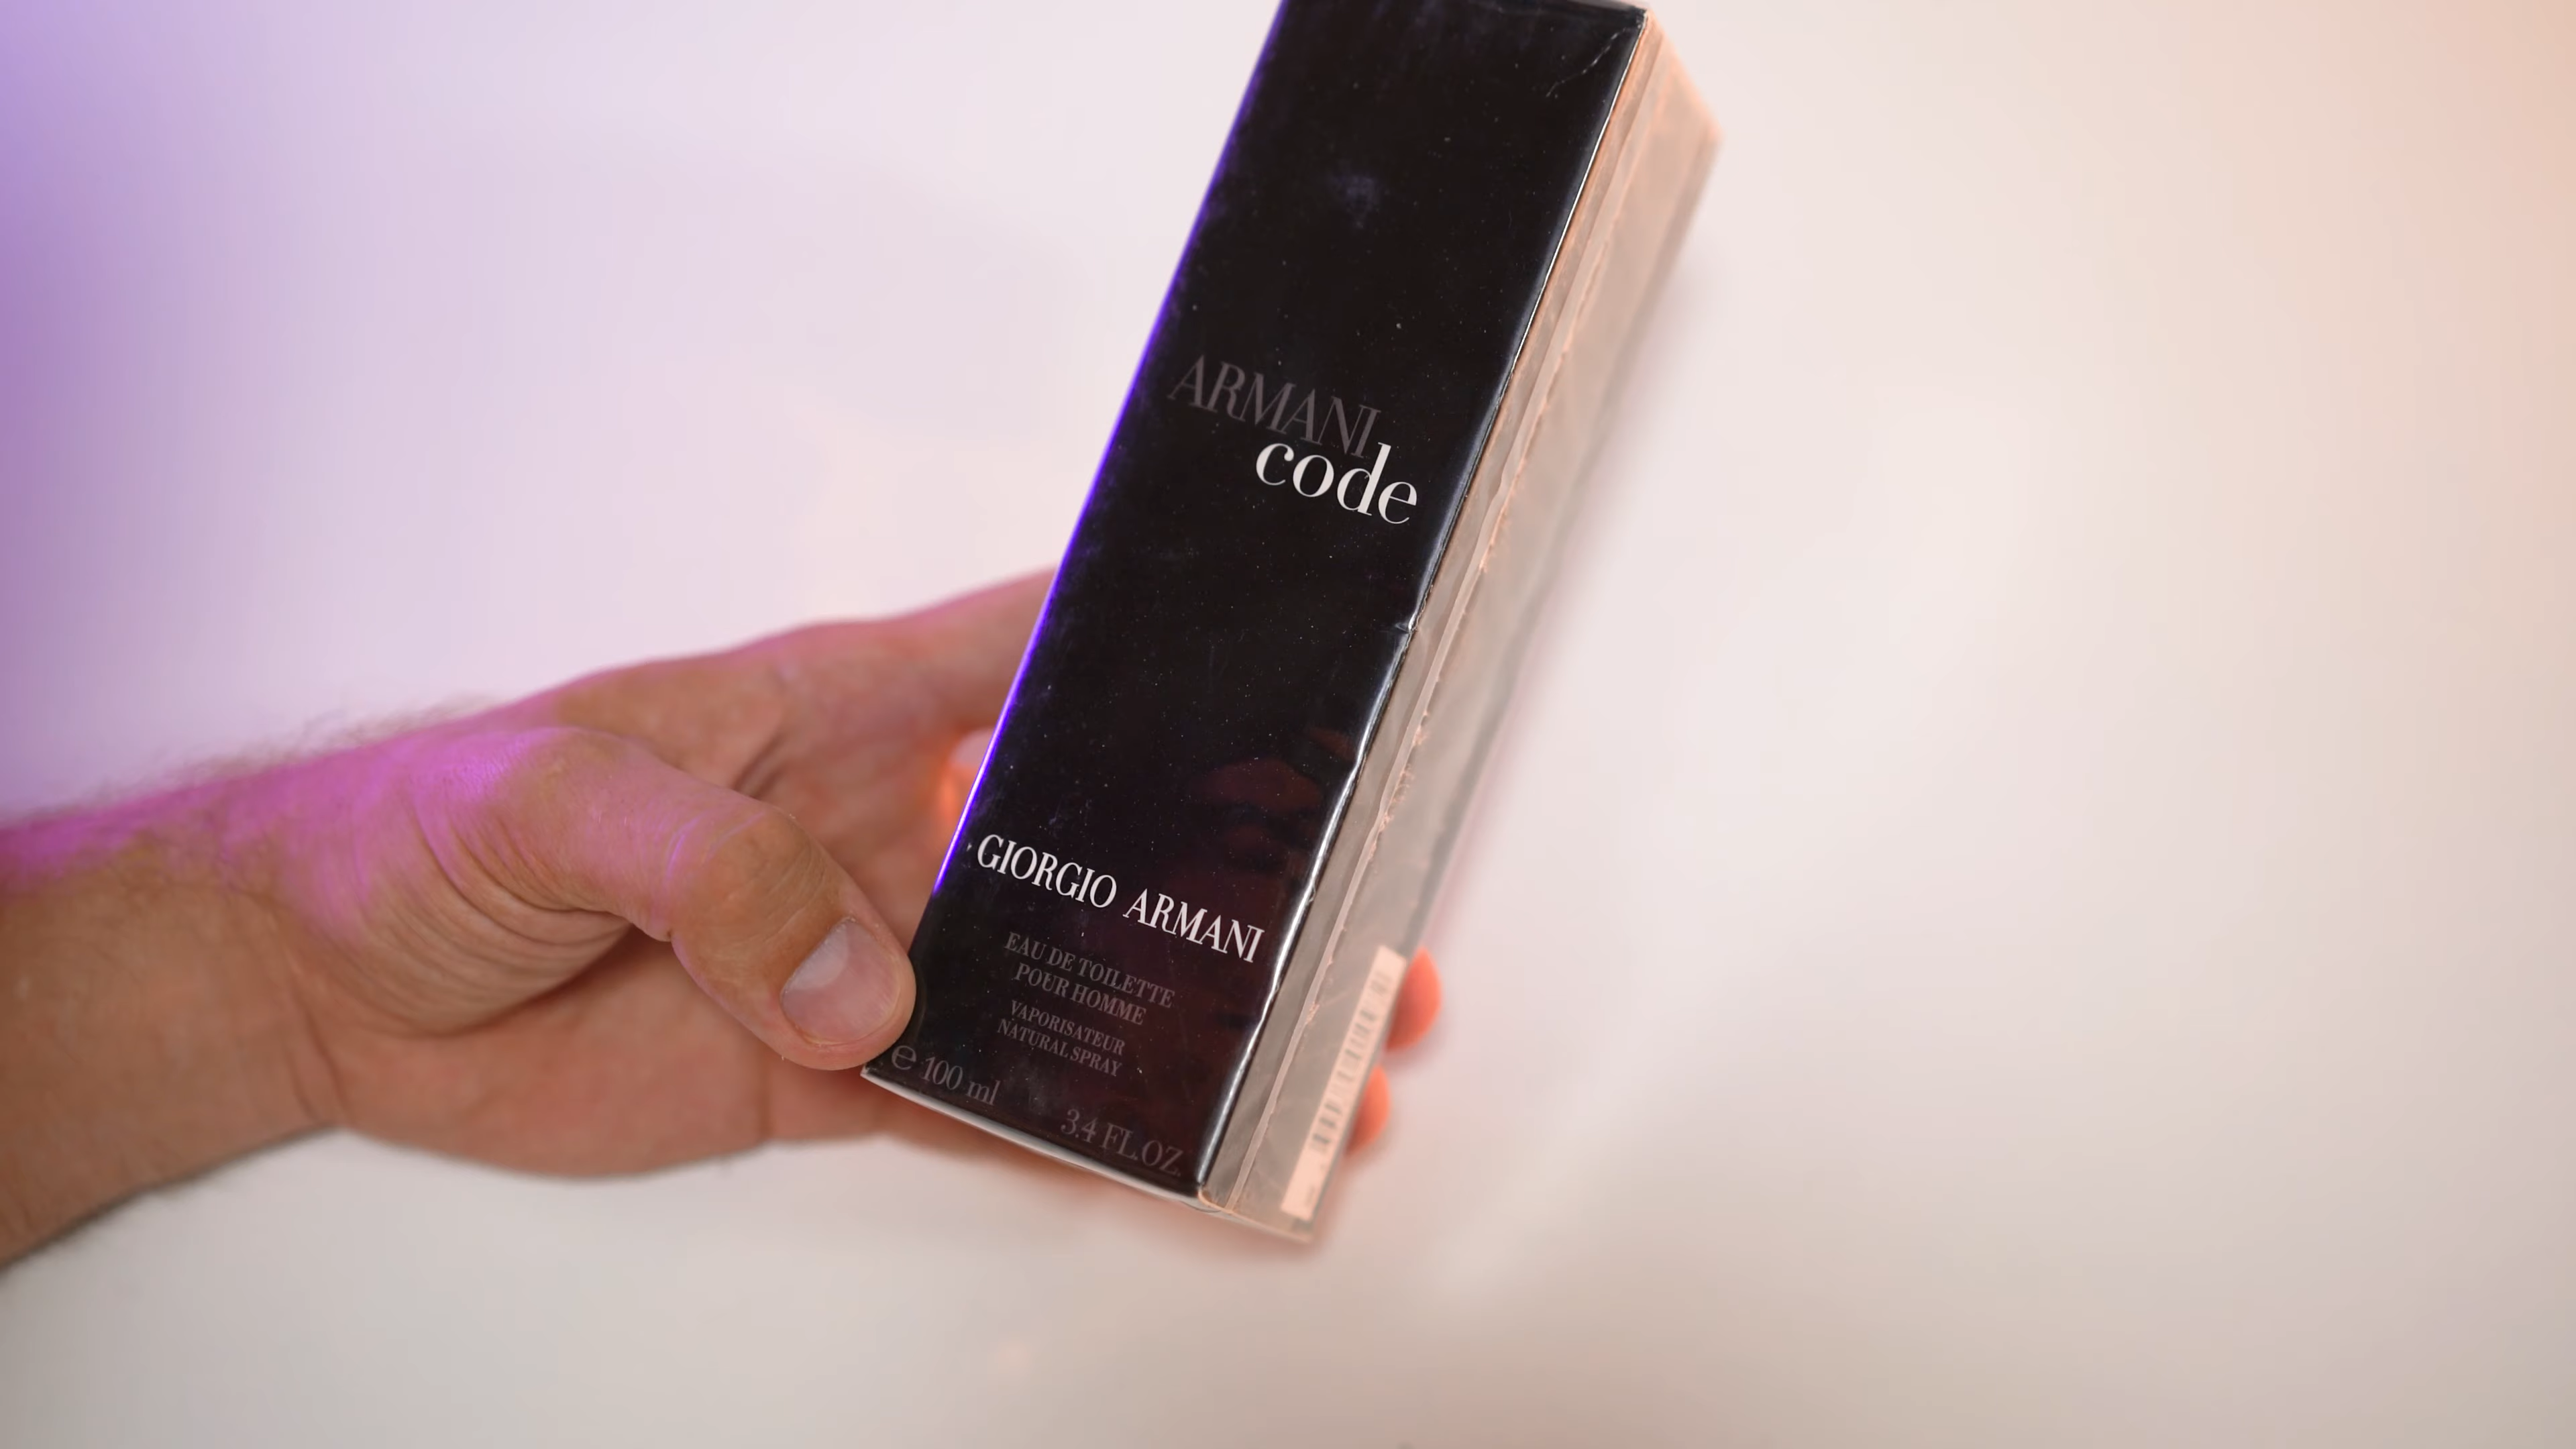 ARMANI
code
GIORGIO ARMANI
EAU DE TOILETTE
POUR HOMME
VAPORISATEUR
NATURAL SPRAY
℮ 100 ml
3.4 FL.OZ.